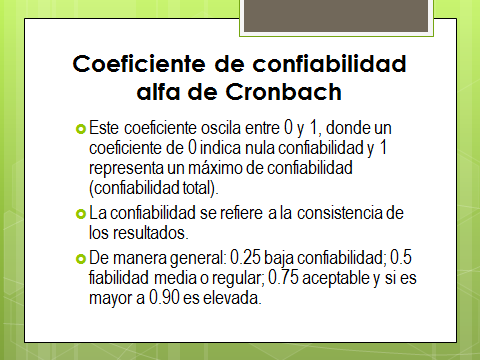 Coeficiente de confiabilidad
alfa de Cronbach
Este coeficiente oscila entre 0 y 1, donde un
coeficiente de 0 indica nula confiabilidad y 1
representa un máximo de confiabilidad
(confiabilidad total).
La confiabilidad se refiere a la consistencia de
los resultados.
De manera general: 0.25 baja confiabilidad; 0.5
fiabilidad media o regular; 0.75 aceptable y si es
mayor a 0.90 es elevada.